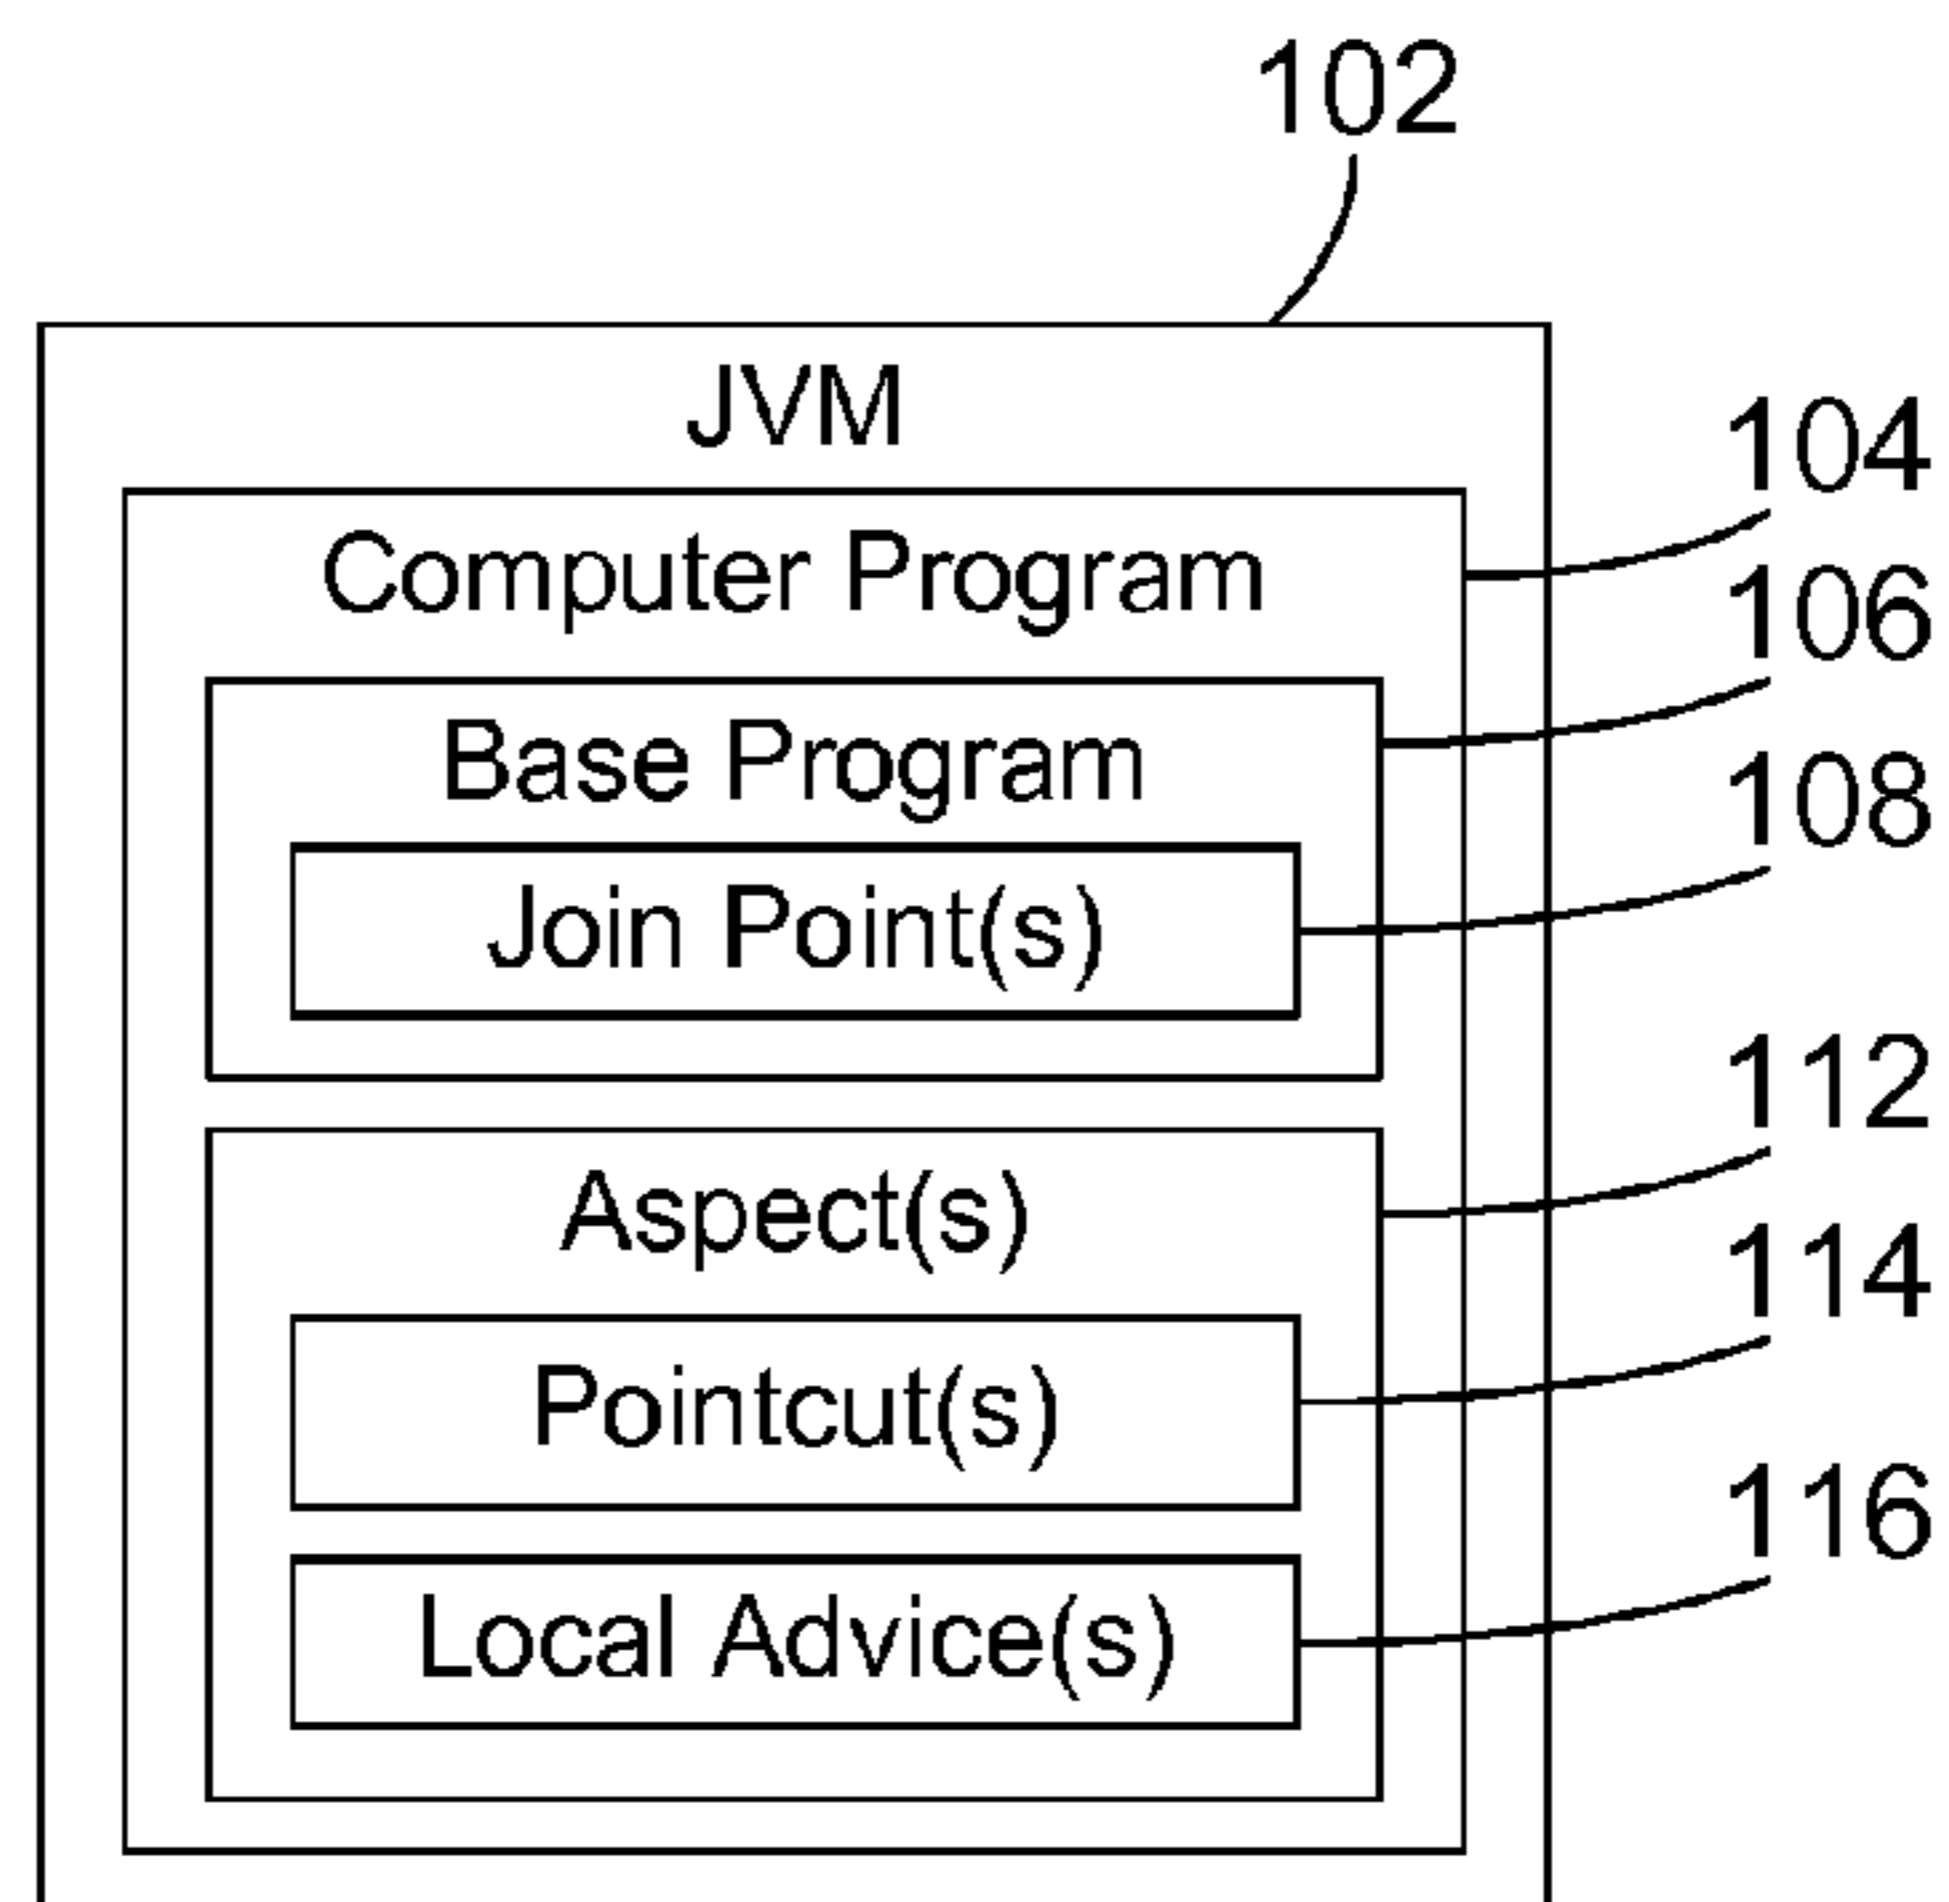 102
JVM
104
Computer Program
106
Base Program
108
Join Point(s)
112
Aspect(s)
114
Pointcut(s)
116
Local Advice(s)